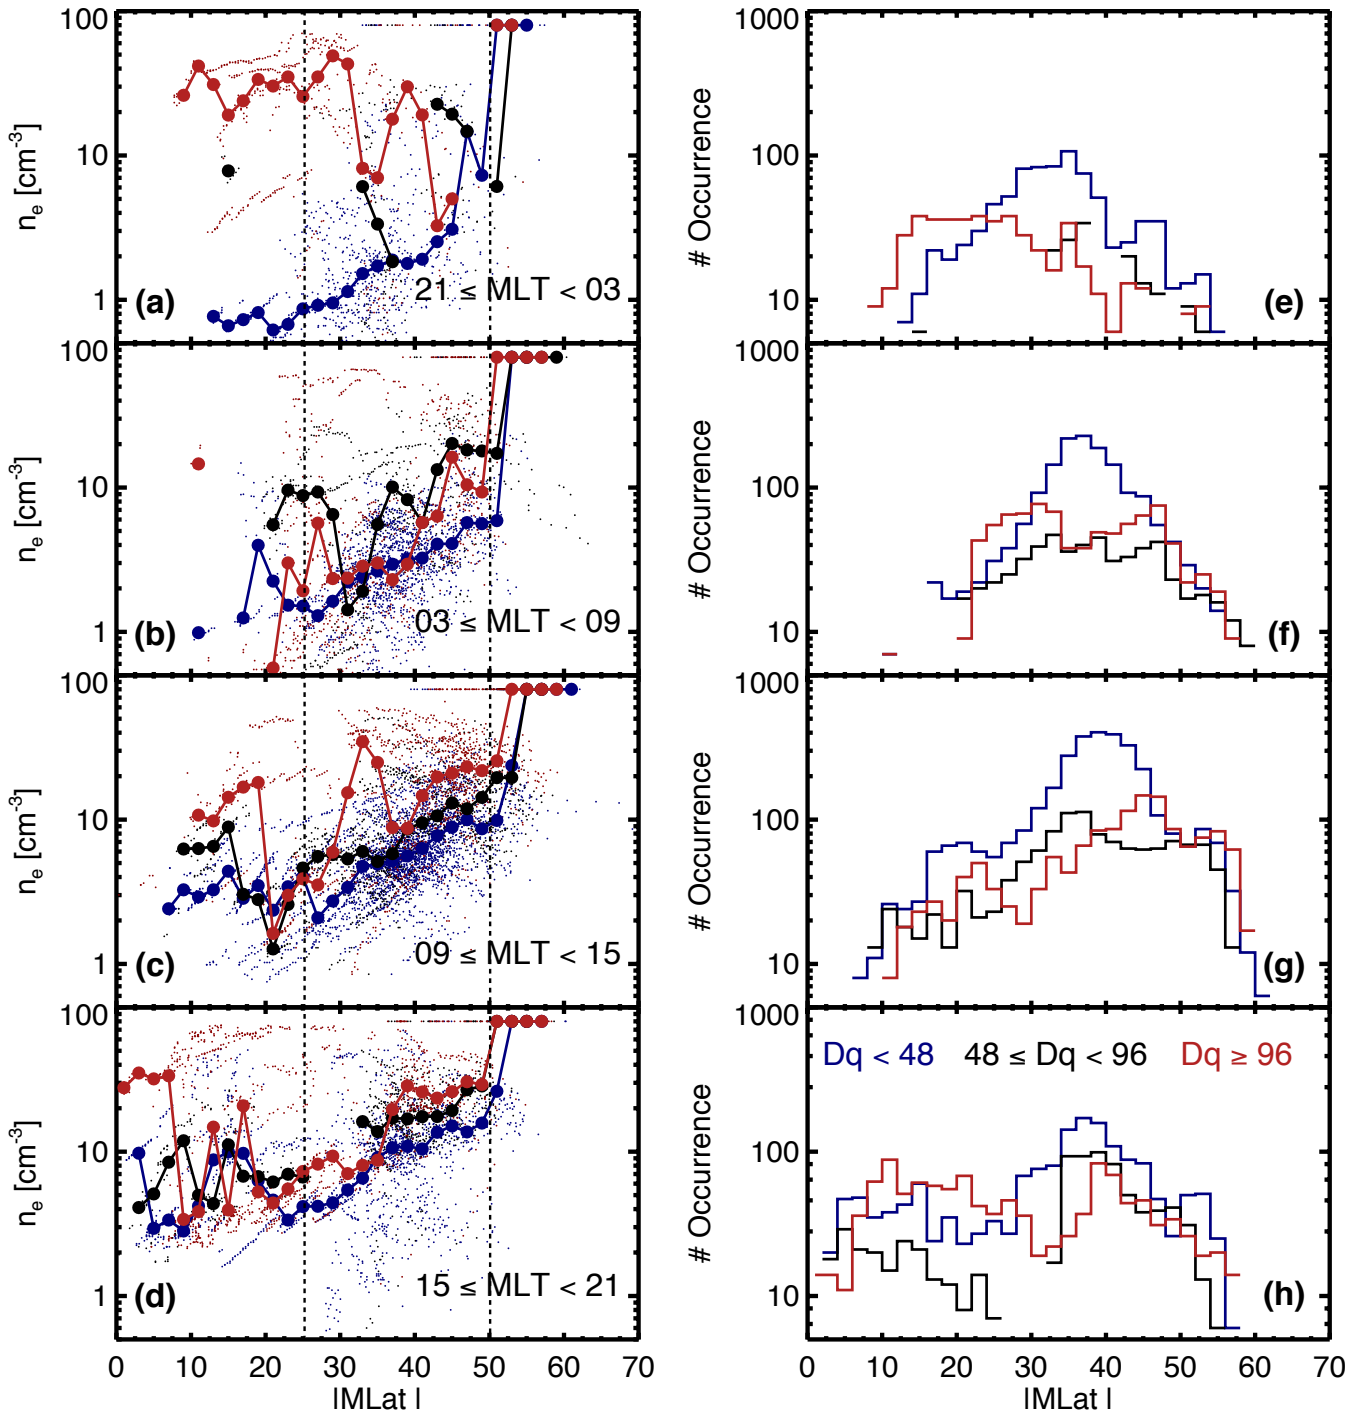 100
10
1
n_e [cm^-3]
(a)
21 ≤ MLT < 03
1000
100
10
# Occurrence
(e)
100
10
1
n_e [cm^-3]
(b)
03 ≤ MLT < 09
1000
100
10
# Occurrence
(f)
100
10
1
n_e [cm^-3]
(c)
09 ≤ MLT < 15
1000
100
10
# Occurrence
(g)
100
10
1
n_e [cm^-3]
(d)
15 ≤ MLT < 21
0 10 20 30 40 50 60 70
|MLat |
1000
100
10
# Occurrence
Dq < 48 48 ≤ Dq < 96 Dq ≥ 96
(h)
0 10 20 30 40 50 60 70
|MLat |